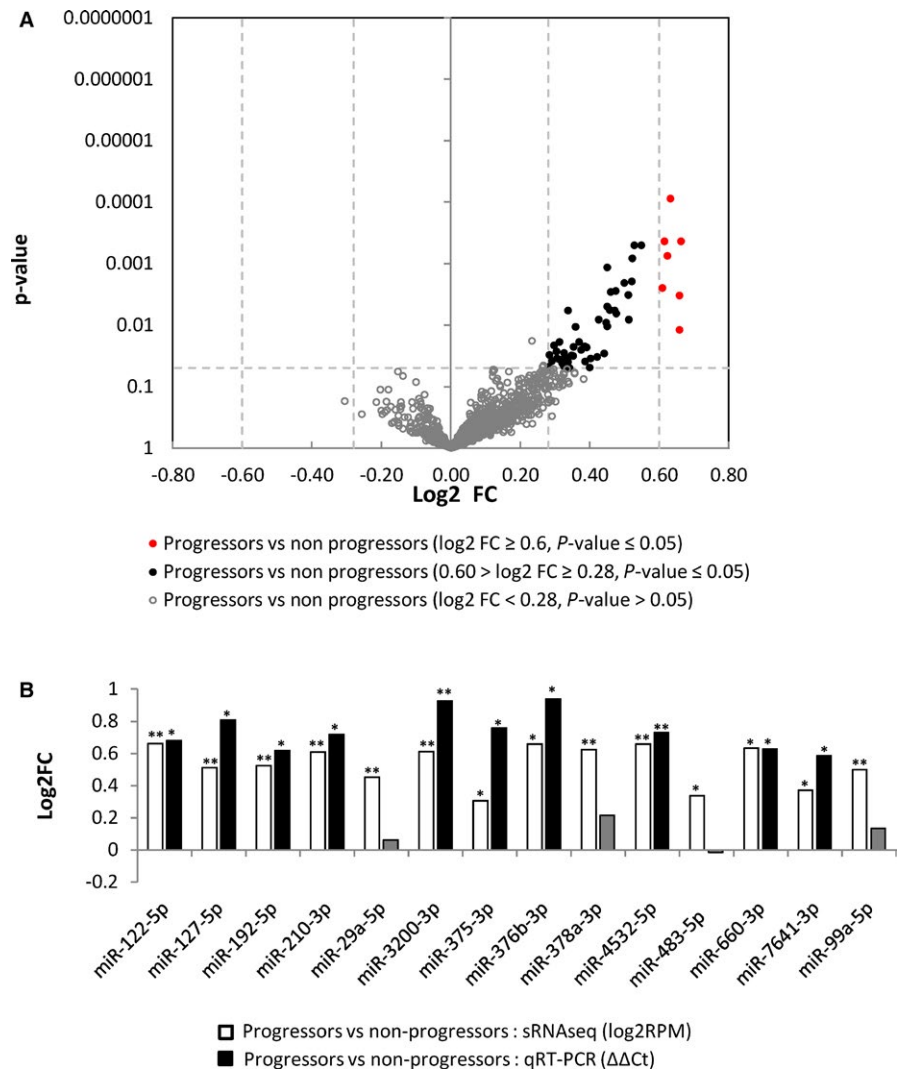 A
0.0000001
0.000001
0.00001
0.0001
0.001
0.01
0.1
1
p-value
-0.80 -0.60 -0.40 -0.20 0.00 0.20 0.40 0.60 0.80
Log2 FC
Progressors vs non progressors (log2 FC ≥ 0.6, P-value ≤ 0.05)
Progressors vs non progressors (0.60 > log2 FC ≥ 0.28, P-value ≤ 0.05)
Progressors vs non progressors (log2 FC < 0.28, P-value > 0.05)
B
1
0.8
0.6
0.4
0.2
0
-0.2
Log2FC
** * ** * ** * ** * ** ** ** * * * * ** ** ** * * * * * **
miR-122-5p
miR-127-5p
miR-192-5p
miR-210-3p
miR-29a-5p
miR-3200-3p
miR-375-3p
miR-376b-3p
miR-378a-3p
miR-4532-5p
miR-483-5p
miR-660-3p
miR-7641-3p
miR-99a-5p
Progressors vs non-progressors : sRNAseq (log2RPM)
Progressors vs non-progressors : qRT-PCR (ΔΔCt)